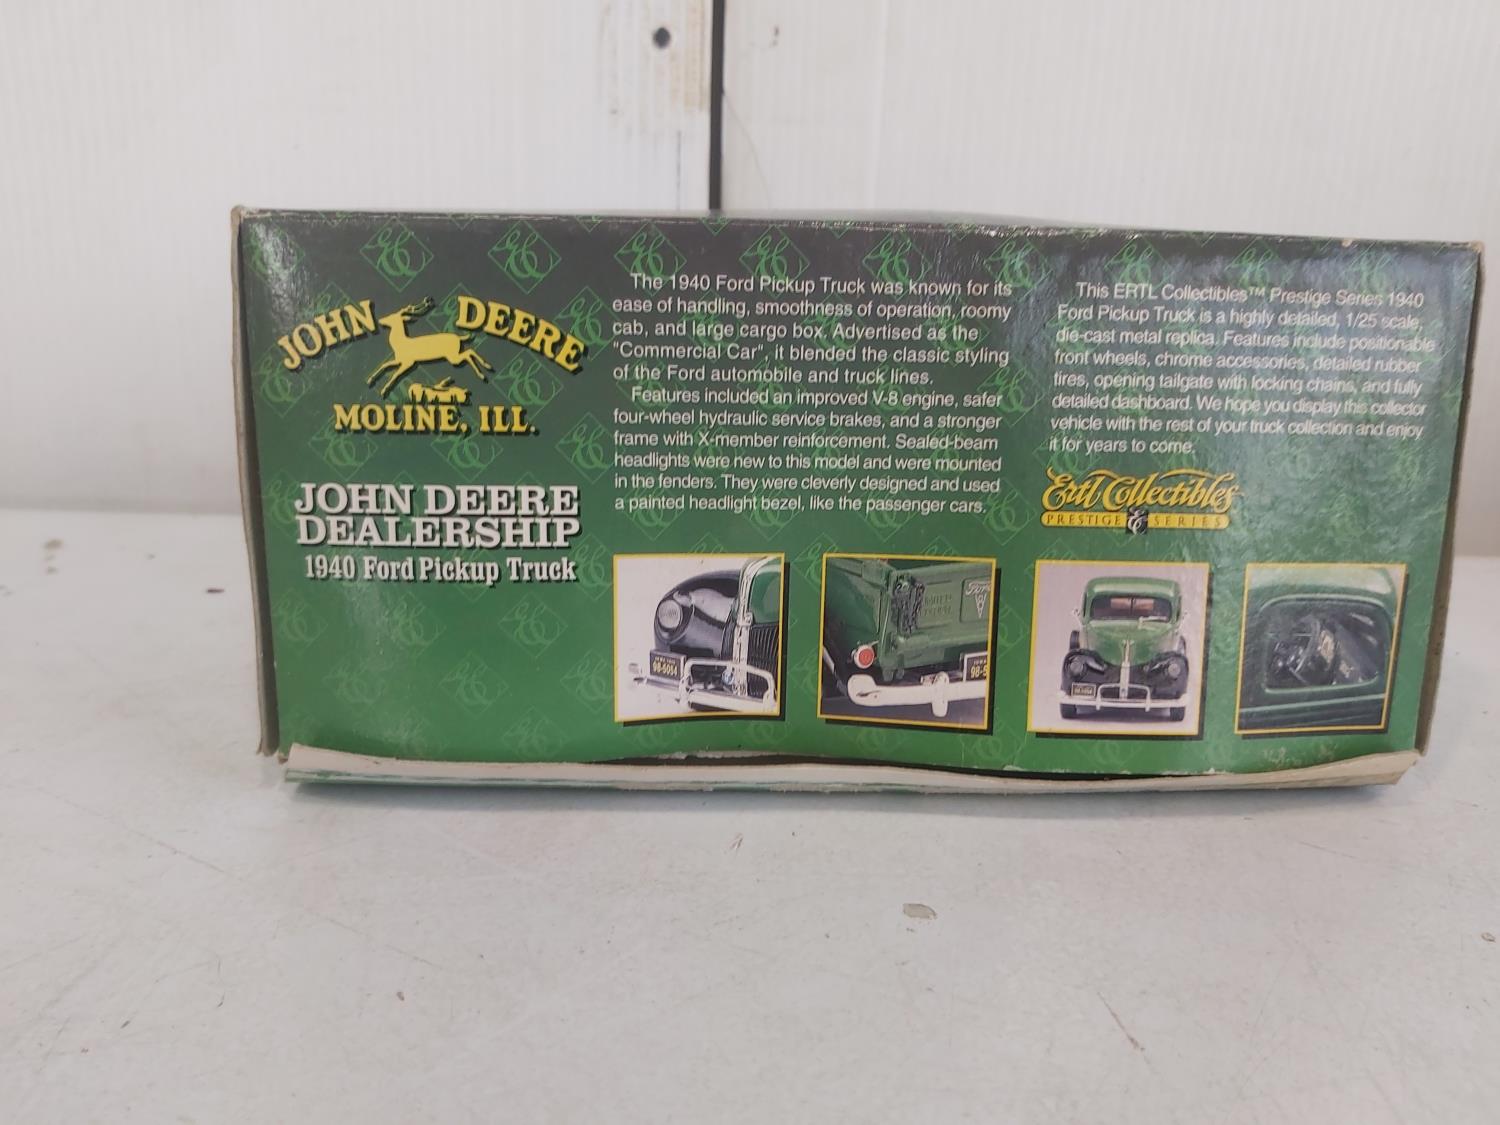 JOHN DEERE
MOLINE, ILL.
JOHN DEERE
DEALERSHIP
1940 Ford Pickup Truck
The 1940 Ford Pickup Truck was known for its
ease of handling, smoothness of operation, roomy
cab, and large cargo box. Advertised as the
"Commercial Car", it blended the classic styling
of the Ford automobile and truck lines.
Features included an improved V-8 engine, safer
four-wheel hydraulic service brakes, and a stronger
frame with X-member reinforcement. Sealed-beam
headlights were new to this model and were mounted
in the fenders. They were cleverly designed and used
a painted headlight bezel, like the passenger cars.
This ERTL Collectibles™ Prestige Series 1940
Ford Pickup Truck is a highly detailed, 1/25 scale,
die-cast metal replica. Features include positionable
front wheels, chrome accessories, detailed rubber
tires, opening tailgate with locking chains, and fully
detailed dashboard. We hope you display this collector
vehicle with the rest of your truck collection and enjoy
it for years to come.
Ertl Collectibles
PRESTIGE EC SERIES
98-5054
Ford
V8
IOWA
98-5